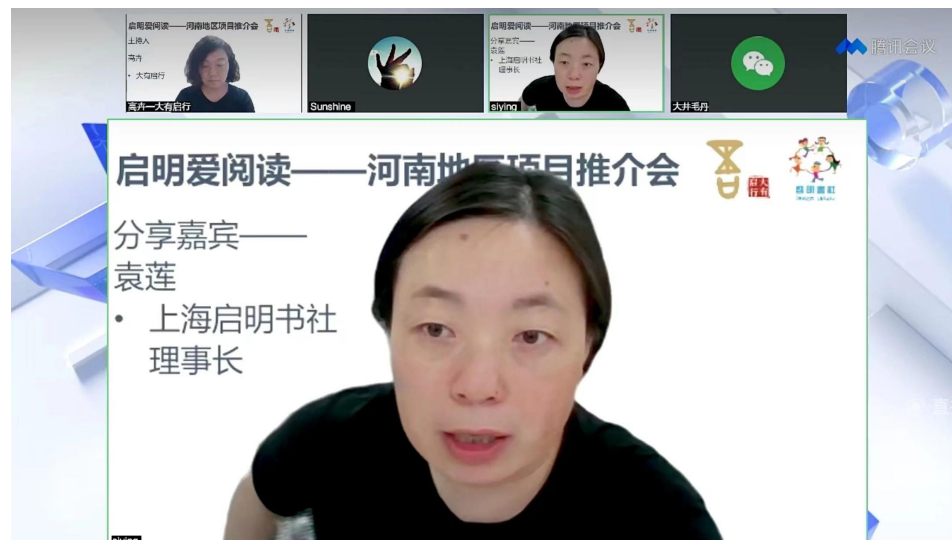 启明爱阅读——河南地区项目推介会
主持人
高卉
• 大有启行
高卉—大有启行
Sunshine
启明爱阅读——河南地区项目推介会
分享嘉宾——
袁莲
• 上海启明书社
理事长
siying
大井毛丹
腾讯会议
启明爱阅读——河南地区项目推介会
大有
启行
启明书社
分享嘉宾——
袁莲
• 上海启明书社
理事长
siying